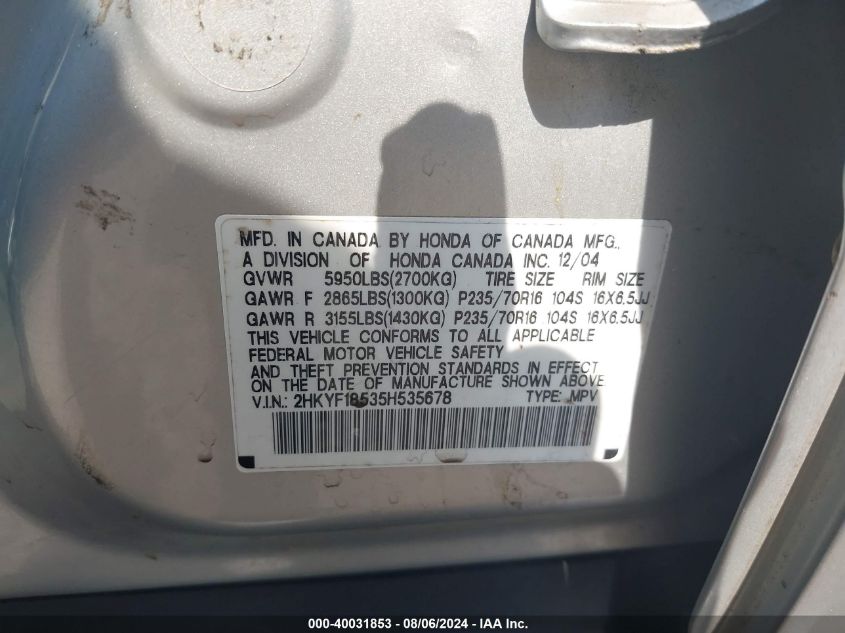 MFD. IN CANADA BY HONDA OF CANADA MFG.,
A DIVISION OF HONDA CANADA INC. 12/04
GVWR 5950LBS(2700KG) TIRE SIZE RIM SIZE
GAWR F 2865LBS(1300KG) P235/70R16 104S 16X6.5JJ
GAWR R 3155LBS(1430KG) P235/70R16 104S 16X6.5JJ
THIS VEHICLE CONFORMS TO ALL APPLICABLE
FEDERAL MOTOR VEHICLE SAFETY
AND THEFT PREVENTION STANDARDS IN EFFECT
ON THE DATE OF MANUFACTURE SHOWN ABOVE
V.I.N.: 2HKYF18535H535678 TYPE: MPV
000-40031853 - 08/06/2024 - IAA Inc.